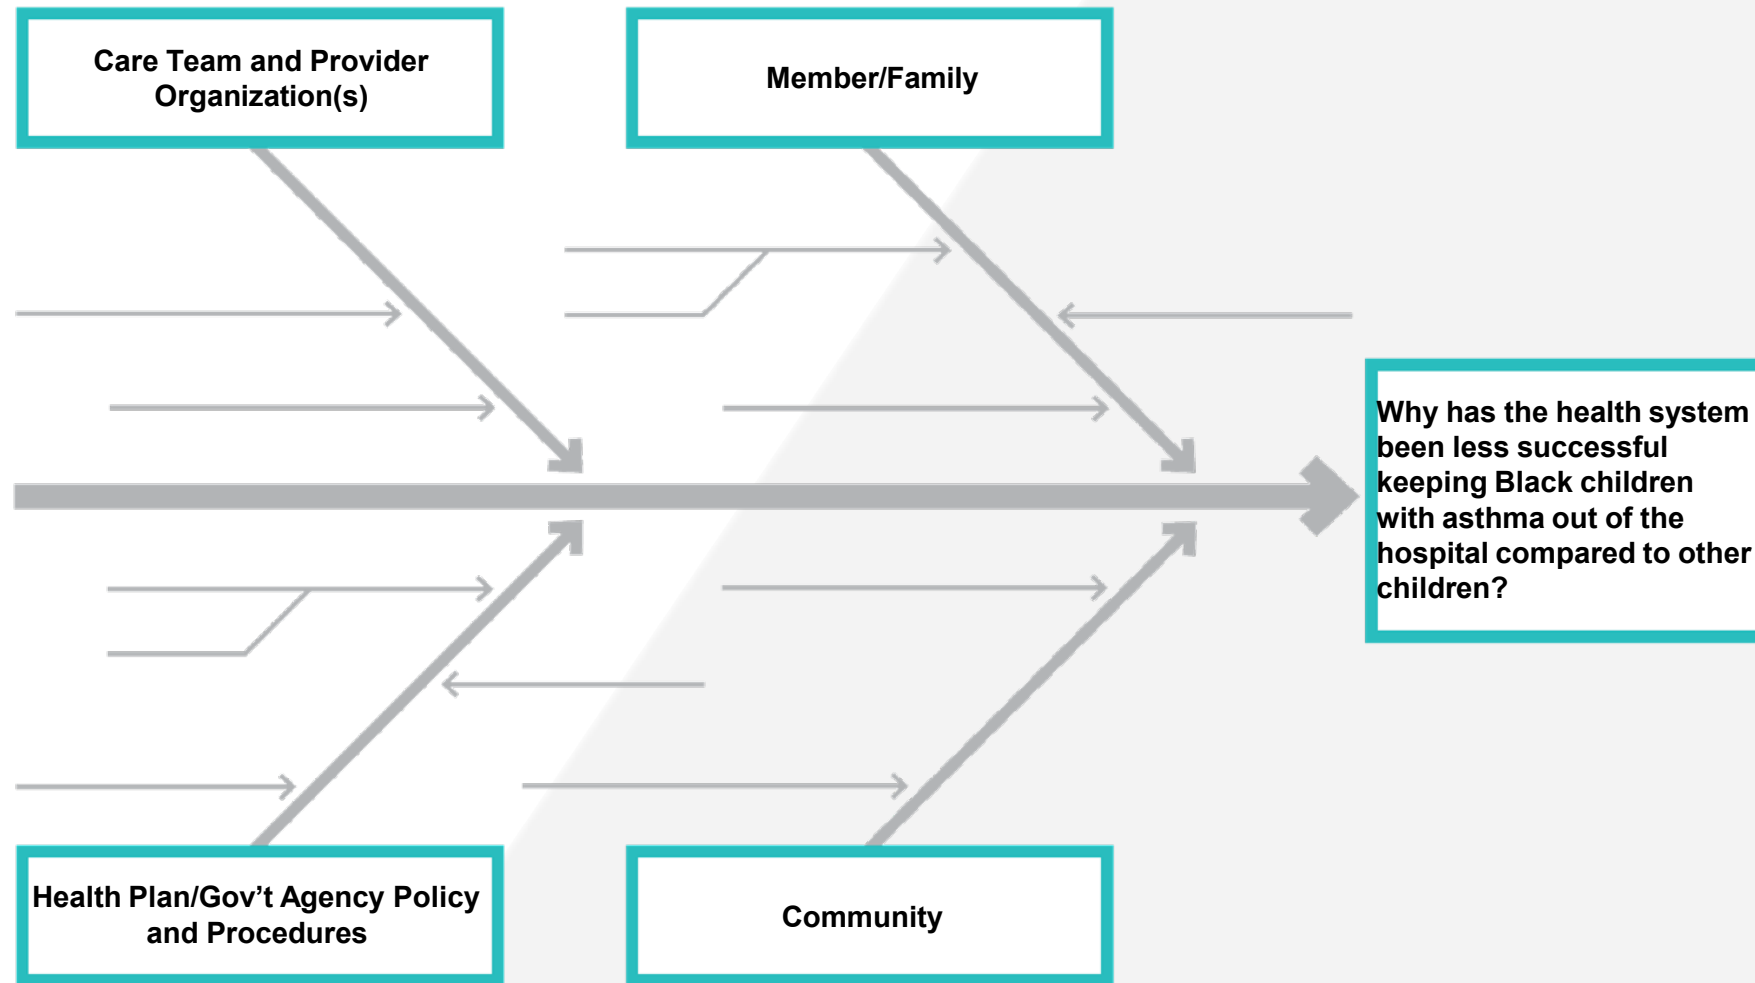 Care Team and Provider
Organization(s)
Member/Family
Why has the health system
been less successful
keeping Black children
with asthma out of the
hospital compared to other
children?
Health Plan/Gov’t Agency Policy
and Procedures
Community